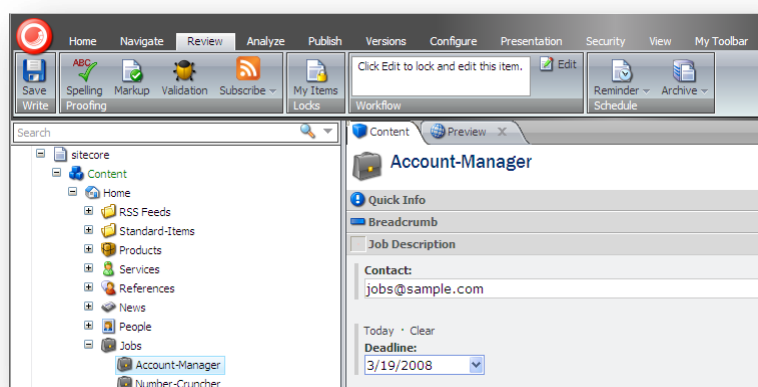 Home Navigate Review Analyze Publish Versions Configure Presentation Security View My Toolbar
ABC
Click Edit to lock and edit this item. Edit
Save Spelling Markup Validation Subscribe My Items Reminder Archive
Write Proofing Locks Workflow Schedule
Search
Content Preview X
sitecore
Content
Home
RSS Feeds
Standard-Items
Products
Services
References
News
People
Jobs
Account-Manager
Number-Cruncher
Account-Manager
Quick Info
Breadcrumb
Job Description
Contact:
jobs@sample.com
Today · Clear
Deadline:
3/19/2008